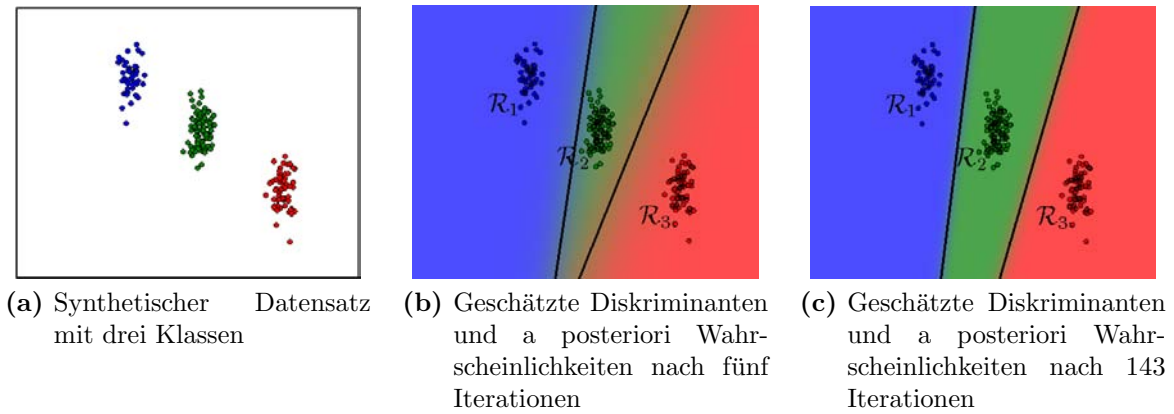 R₁
R₂
R₃
R₁
R₂
R₃
(a) Synthetischer Datensatz
mit drei Klassen
(b) Geschätzte Diskriminanten
und a posteriori Wahr-
scheinlichkeiten nach fünf
Iterationen
(c) Geschätzte Diskriminanten
und a posteriori Wahr-
scheinlichkeiten nach 143
Iterationen